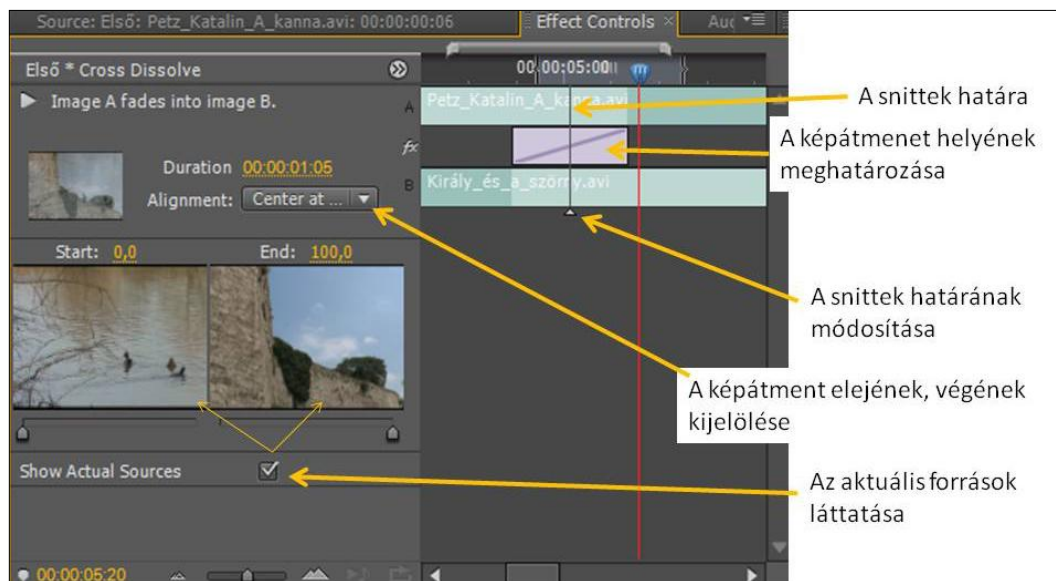 Source: Első: Petz_Katalin_A_kanna.avi: 00:00:00:06
Effect Controls ×
Első * Cross Dissolve
00:00:05:00
Image A fades into image B.
A
Petz_Katalin_A_kanna.avi
A snittek határa
fx
A képátmenet helyének
meghatározása
Duration 00:00:01:05
B
Király_és_a_szörny.avi
Alignment: Center at ...
Start: 0,0
End: 100,0
A snittek határának
módosítása
A képátment elejének, végének
kijelölése
Show Actual Sources
Az aktuális források
láttatása
00:00:05:20